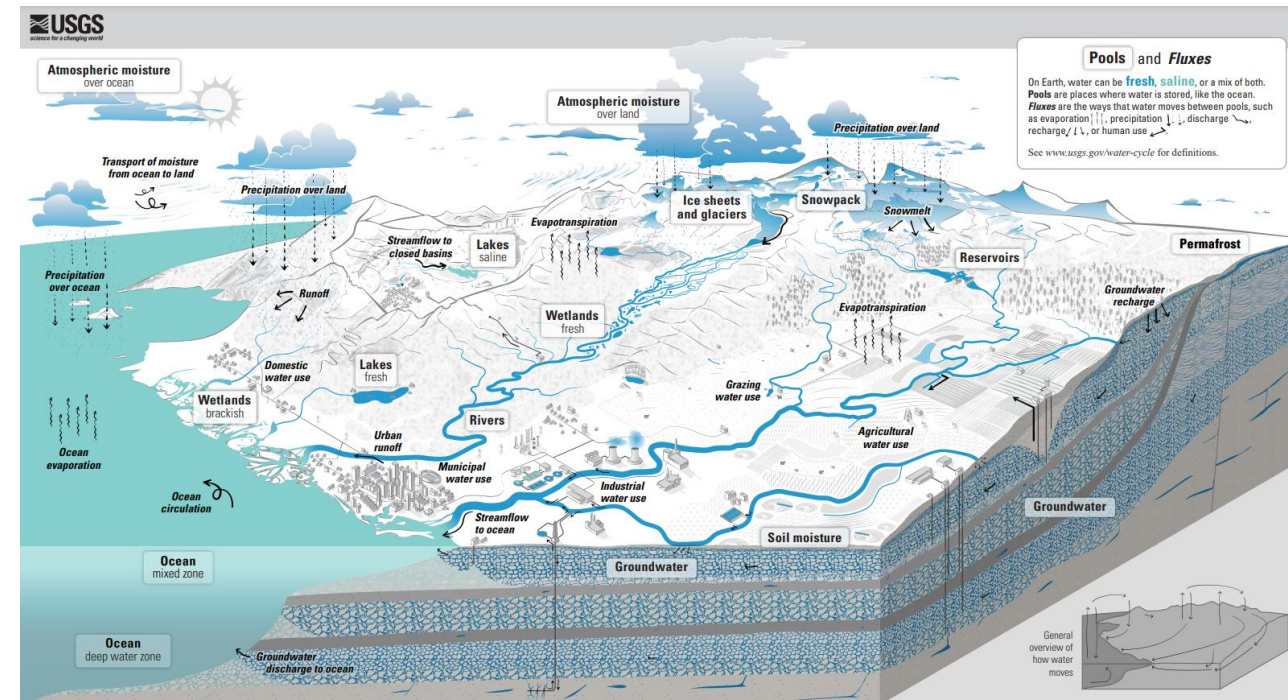 USGS
science for a changing world
Atmospheric moisture
over ocean
Atmospheric moisture
over land
Pools and Fluxes
On Earth, water can be fresh, saline, or a mix of both.
Pools are places where water is stored, like the ocean.
Fluxes are the ways that water moves between pools, such
as evaporation, precipitation, discharge,
recharge, or human use.
See www.usgs.gov/water-cycle for definitions.
Precipitation over land
Transport of moisture
from ocean to land
Precipitation over land
Ice sheets
and glaciers
Snowpack
Snowmelt
Evapotranspiration
Streamflow to
closed basins
Lakes
saline
Permafrost
Reservoirs
Precipitation
over ocean
Runoff
Groundwater
recharge
Evapotranspiration
Wetlands
fresh
Domestic
water use
Lakes
fresh
Grazing
water use
Wetlands
brackish
Rivers
Agricultural
water use
Urban
runoff
Ocean
evaporation
Municipal
water use
Industrial
water use
Ocean
circulation
Streamflow
to ocean
Groundwater
Soil moisture
Ocean
mixed zone
Groundwater
Ocean
deep water zone
Groundwater
discharge to ocean
General
overview of
how water
moves